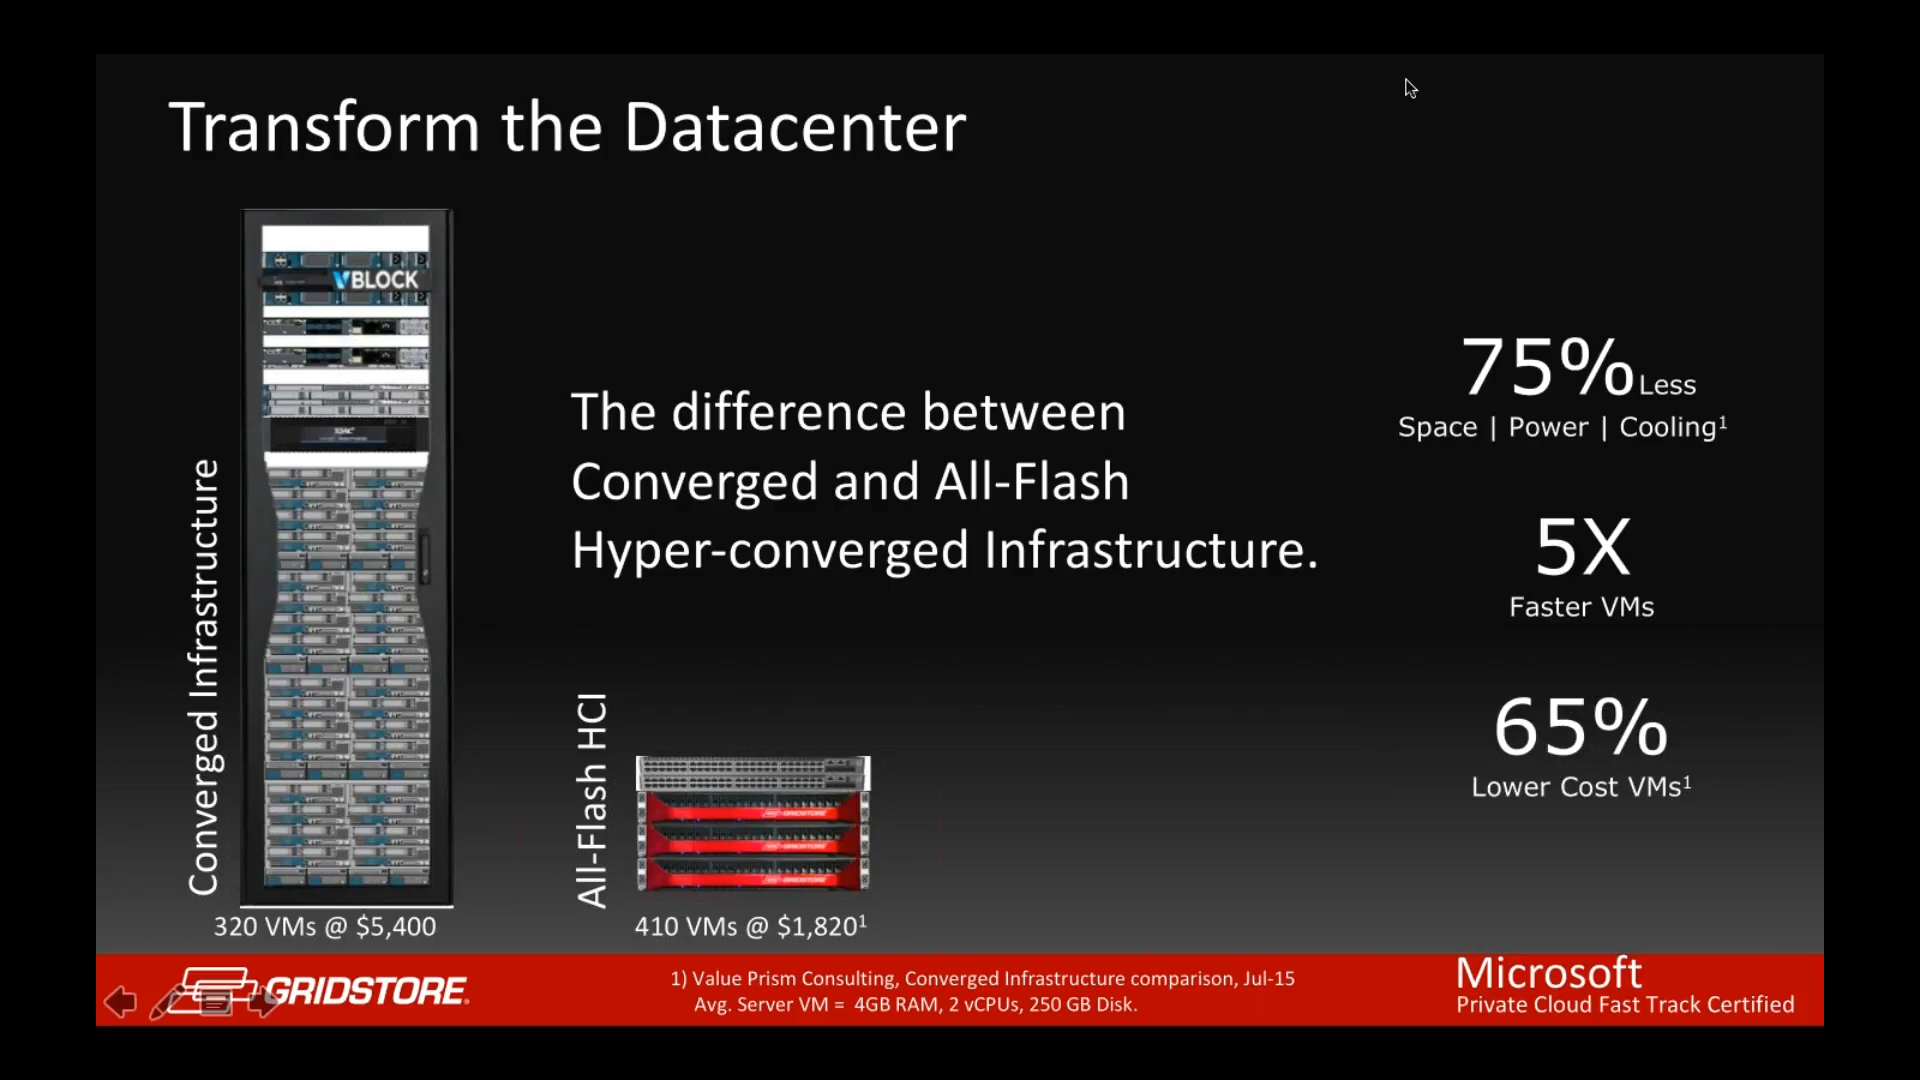 Transform the Datacenter
VBLOCK
Converged Infrastructure
320 VMs @ $5,400
The difference between
Converged and All-Flash
Hyper-converged Infrastructure.
All-Flash HCI
GRIDSTORE
GRIDSTORE
GRIDSTORE
410 VMs @ $1,820¹
75% Less
Space | Power | Cooling¹
5X
Faster VMs
65%
Lower Cost VMs¹
GRIDSTORE
1) Value Prism Consulting, Converged Infrastructure comparison, Jul-15
Avg. Server VM = 4GB RAM, 2 vCPUs, 250 GB Disk.
Microsoft
Private Cloud Fast Track Certified